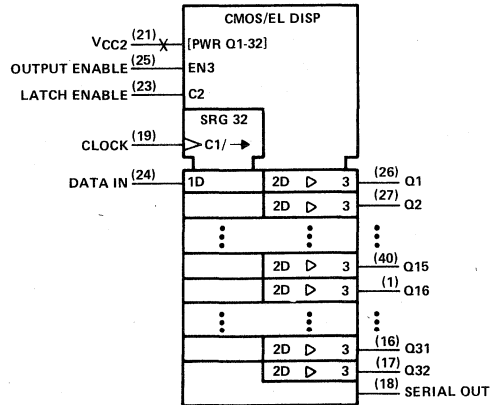 CMOS/EL DISP
VCC2 (21) [PWR Q1-32]
OUTPUT ENABLE (25) EN3
LATCH ENABLE (23) C2
SRG 32
CLOCK (19) C1/
DATA IN (24) 1D 2D 3 (26) Q1
2D 3 (27) Q2
2D 3 (40) Q15
2D 3 (1) Q16
2D 3 (16) Q31
2D 3 (17) Q32
(18) SERIAL OUT